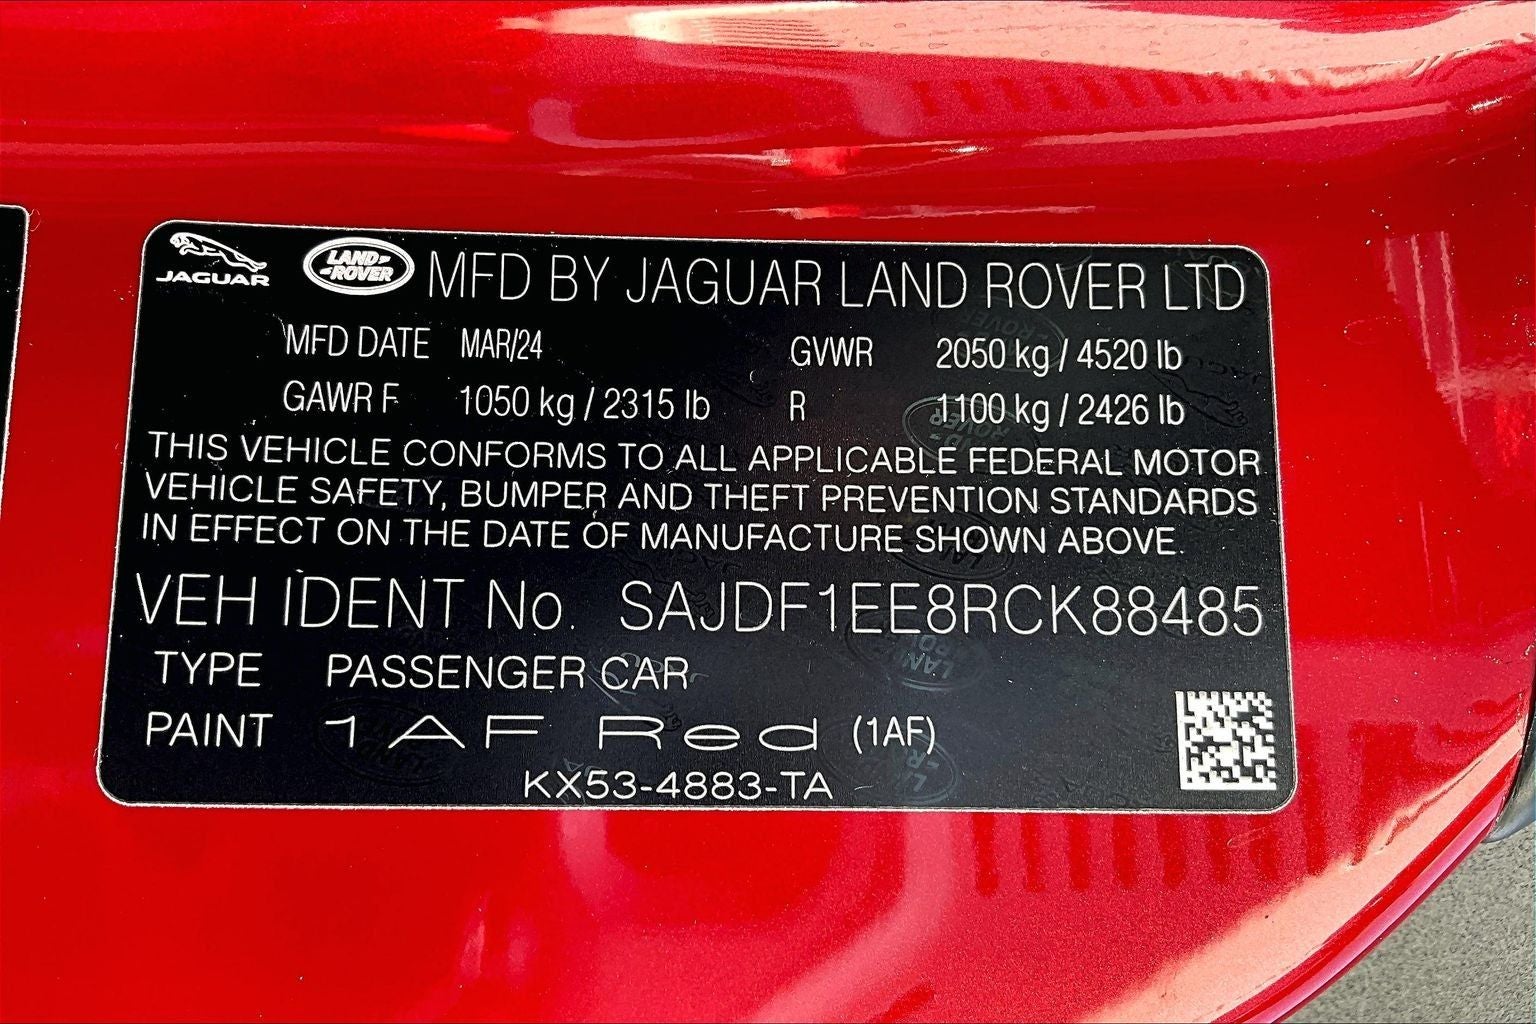 JAGUAR LAND-ROVER MFD BY JAGUAR LAND ROVER LTD
MFD DATE MAR/24 GVWR 2050 kg / 4520 lb
GAWR F 1050 kg / 2315 lb R 1100 kg / 2426 lb
THIS VEHICLE CONFORMS TO ALL APPLICABLE FEDERAL MOTOR
VEHICLE SAFETY, BUMPER AND THEFT PREVENTION STANDARDS
IN EFFECT ON THE DATE OF MANUFACTURE SHOWN ABOVE.
VEH IDENT No. SAJDF1EE8RCK88485
TYPE PASSENGER CAR
PAINT 1AF Red (1AF)
KX53-4883-TA